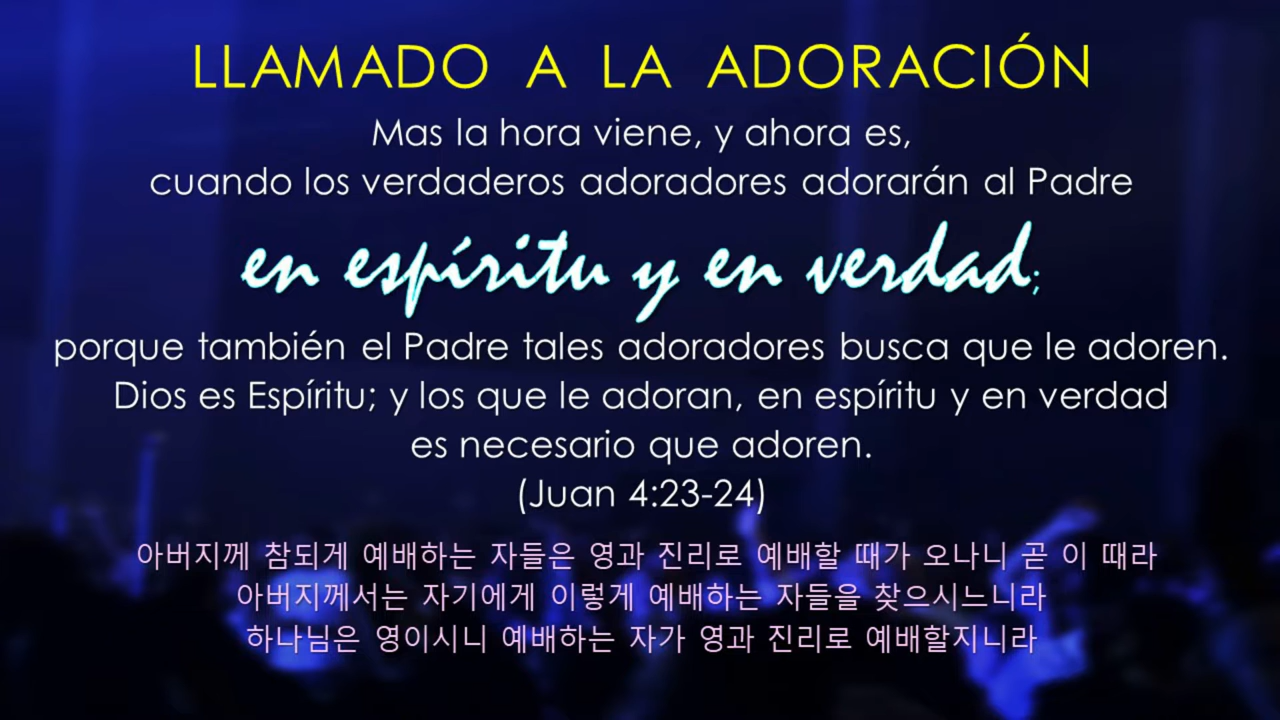 LLAMADO A LA ADORACIÓN
Mas la hora viene, y ahora es,
cuando los verdaderos adoradores adorarán al Padre
en espíritu y en verdad;
porque también el Padre tales adoradores busca que le adoren.
Dios es Espíritu; y los que le adoran, en espíritu y en verdad
es necesario que adoren.
(Juan 4:23-24)
아버지께 참되게 예배하는 자들은 영과 진리로 예배할 때가 오나니 곧 이 때라
아버지께서는 자기에게 이렇게 예배하는 자들을 찾으시느니라
하나님은 영이시니 예배하는 자가 영과 진리로 예배할지니라